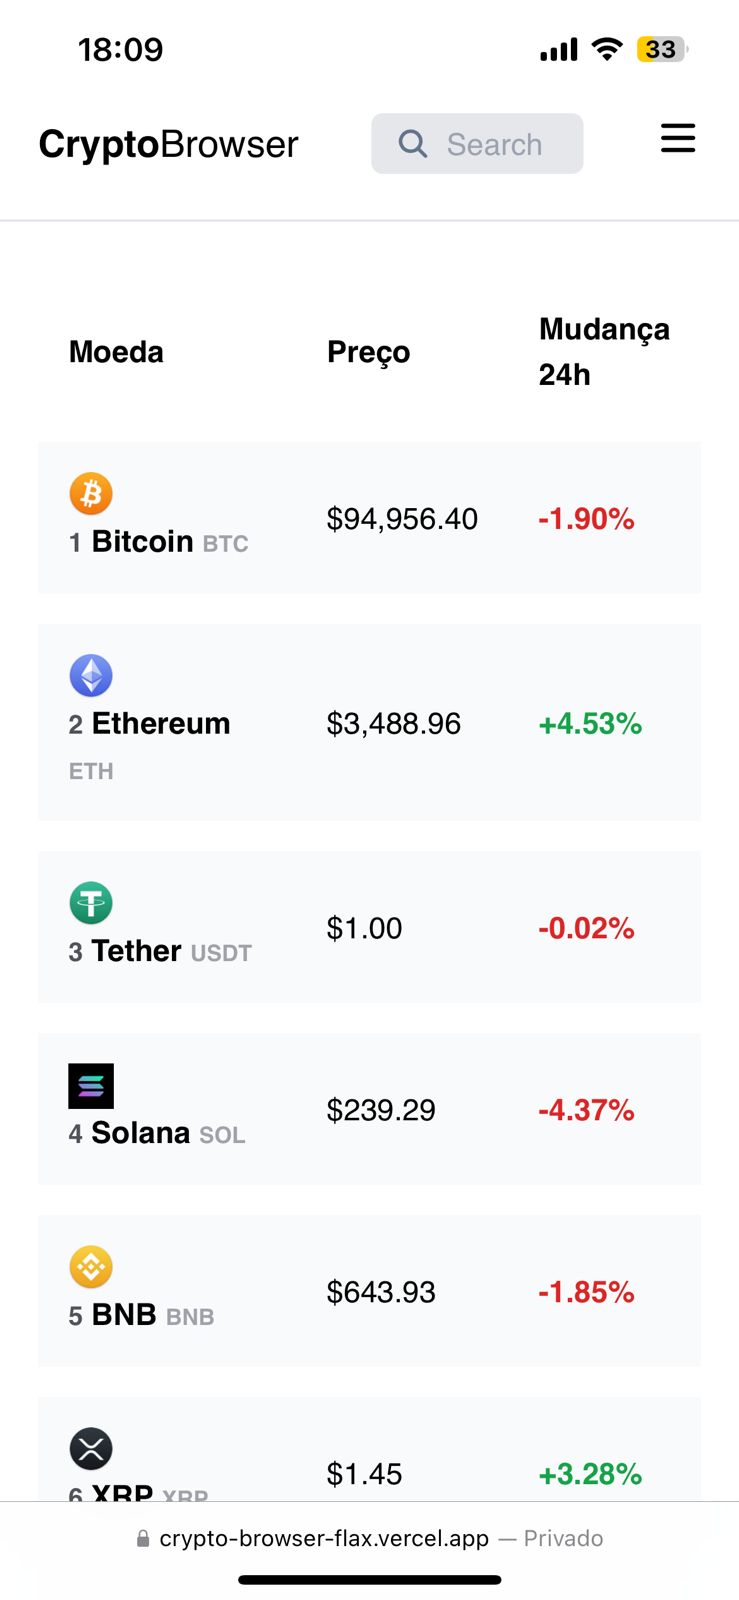 18:09
33
CryptoBrowser
Search
Moeda
Preço
Mudança
24h
1 Bitcoin BTC
$94,956.40
-1.90%
2 Ethereum
ETH
$3,488.96
+4.53%
3 Tether USDT
$1.00
-0.02%
4 Solana SOL
$239.29
-4.37%
5 BNB BNB
$643.93
-1.85%
6 XRP XRP
$1.45
+3.28%
crypto-browser-flax.vercel.app — Privado